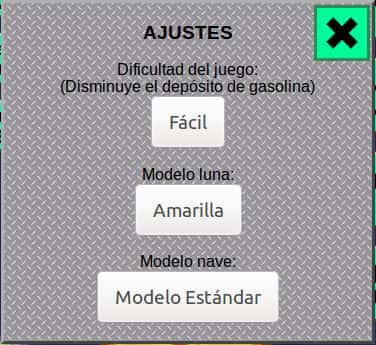 AJUSTES
Dificultad del juego:
(Disminuye el depósito de gasolina)
Fácil
Modelo luna:
Amarilla
Modelo nave:
Modelo Estándar